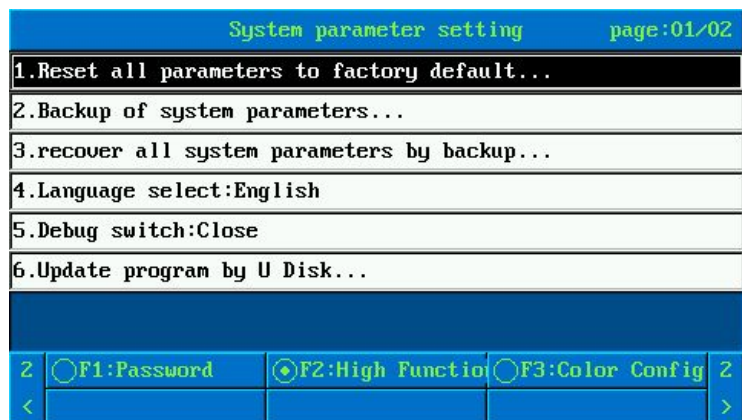 System parameter setting page:01/02
1.Reset all parameters to factory default...
2.Backup of system parameters...
3.recover all system parameters by backup...
4.Language select:English
5.Debug switch:Close
6.Update program by U Disk...
2 F1:Password F2:High Functio F3:Color Config 2
< >